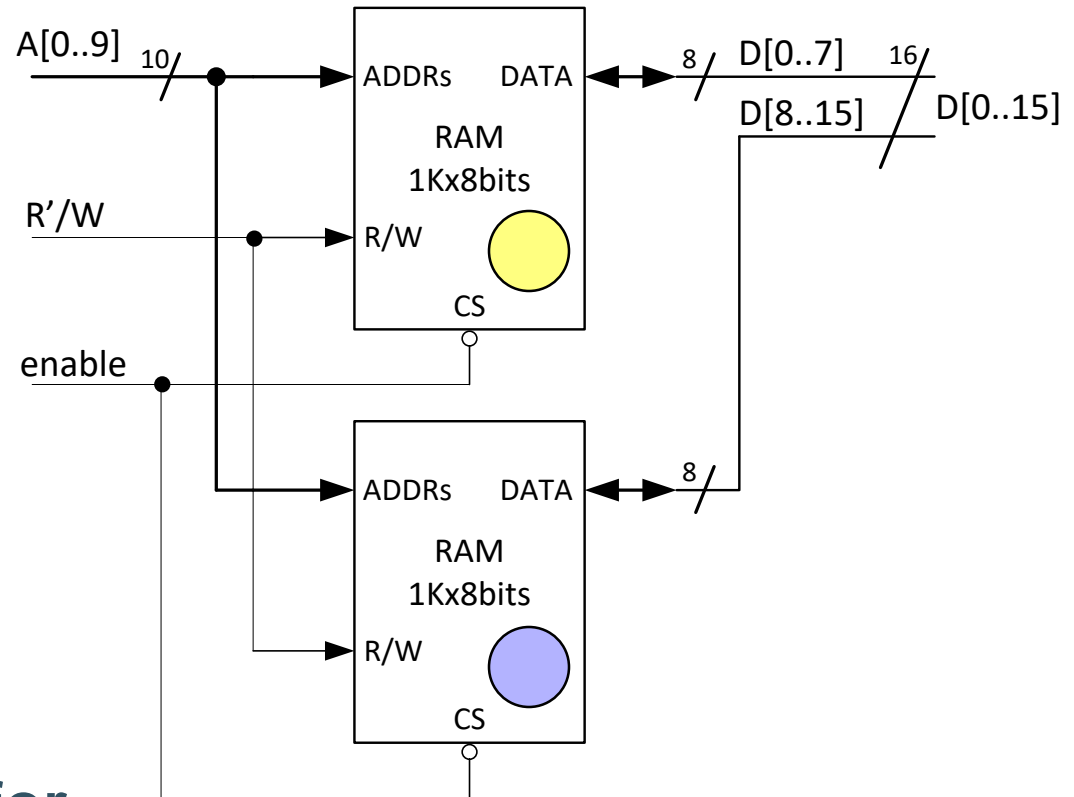 A[0..9]
10
ADDRs
DATA
8
D[0..7]
16
D[8..15]
D[0..15]
RAM
1Kx8bits
R’/W
R/W
CS
enable
ADDRs
DATA
8
RAM
1Kx8bits
R/W
CS